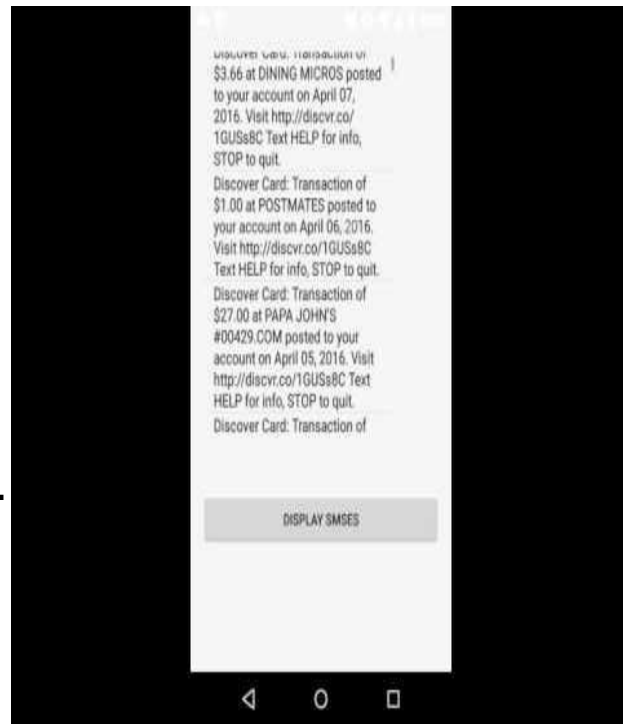 Discover Card: Transaction of
$3.66 at DINING MICROS posted
to your account on April 07,
2016. Visit http://discvr.co/
1GUSs8C Text HELP for info,
STOP to quit.
Discover Card: Transaction of
$1.00 at POSTMATES posted to
your account on April 06, 2016.
Visit http://discvr.co/1GUSs8C
Text HELP for info, STOP to quit.
Discover Card: Transaction of
$27.00 at PAPA JOHN'S
#00429.COM posted to your
account on April 05, 2016. Visit
http://discvr.co/1GUSs8C Text
HELP for info, STOP to quit.
Discover Card: Transaction of
DISPLAY SMSES